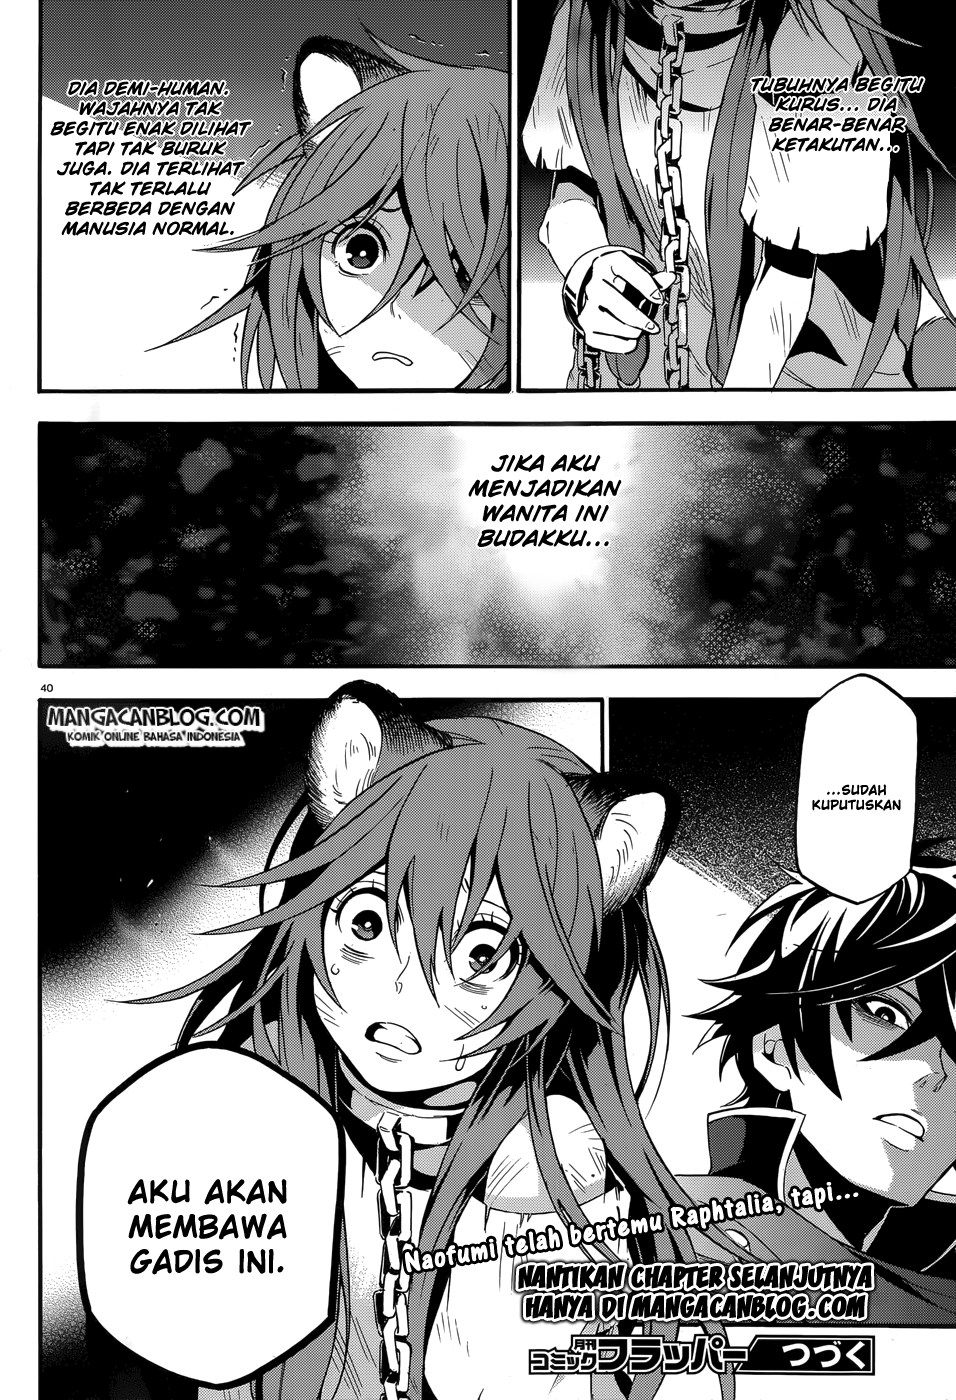 TUBUHNYA BEGITU
KURUS... DIA
BENAR-BENAR
KETAKUTAN...
DIA DEMI-HUMAN.
WAJAHNYA TAK
BEGITU ENAK DILIHAT
TAPI TAK BURUK
JUGA. DIA TERLIHAT
TAK TERLALU
BERBEDA DENGAN
MANUSIA NORMAL.
JIKA AKU
MENJADIKAN
WANITA INI
BUDAKKU...
40
MANGACANBLOG.COM
KOMIK ONLINE BAHASA INDONESIA
...SUDAH
KUPUTUSKAN
AKU AKAN
MEMBAWA
GADIS INI.
Naofumi telah bertemu Raphtalia, tapi...
NANTIKAN CHAPTER SELANJUTNYA
HANYA DI MANGACANBLOG.COM
月刊コミックフラッパー つづく